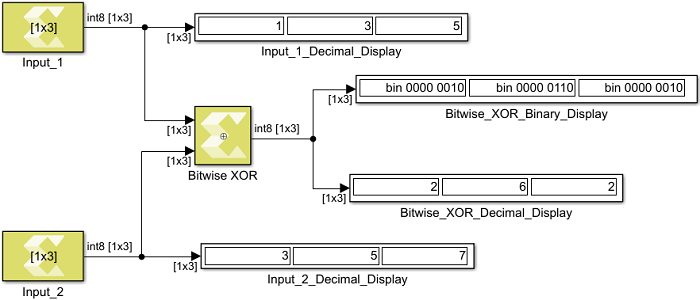 int8 [1x3]
[1x3]
[1x3]
1 3 5
Input_1
Input_1_Decimal_Display
[1x3]
bin 0000 0010 bin 0000 0110 bin 0000 0010
Bitwise_XOR_Binary_Display
[1x3]
[1x3]
int8 [1x3]
Bitwise XOR
[1x3]
2 6 2
Bitwise_XOR_Decimal_Display
int8 [1x3]
[1x3]
[1x3]
3 5 7
Input_2
Input_2_Decimal_Display